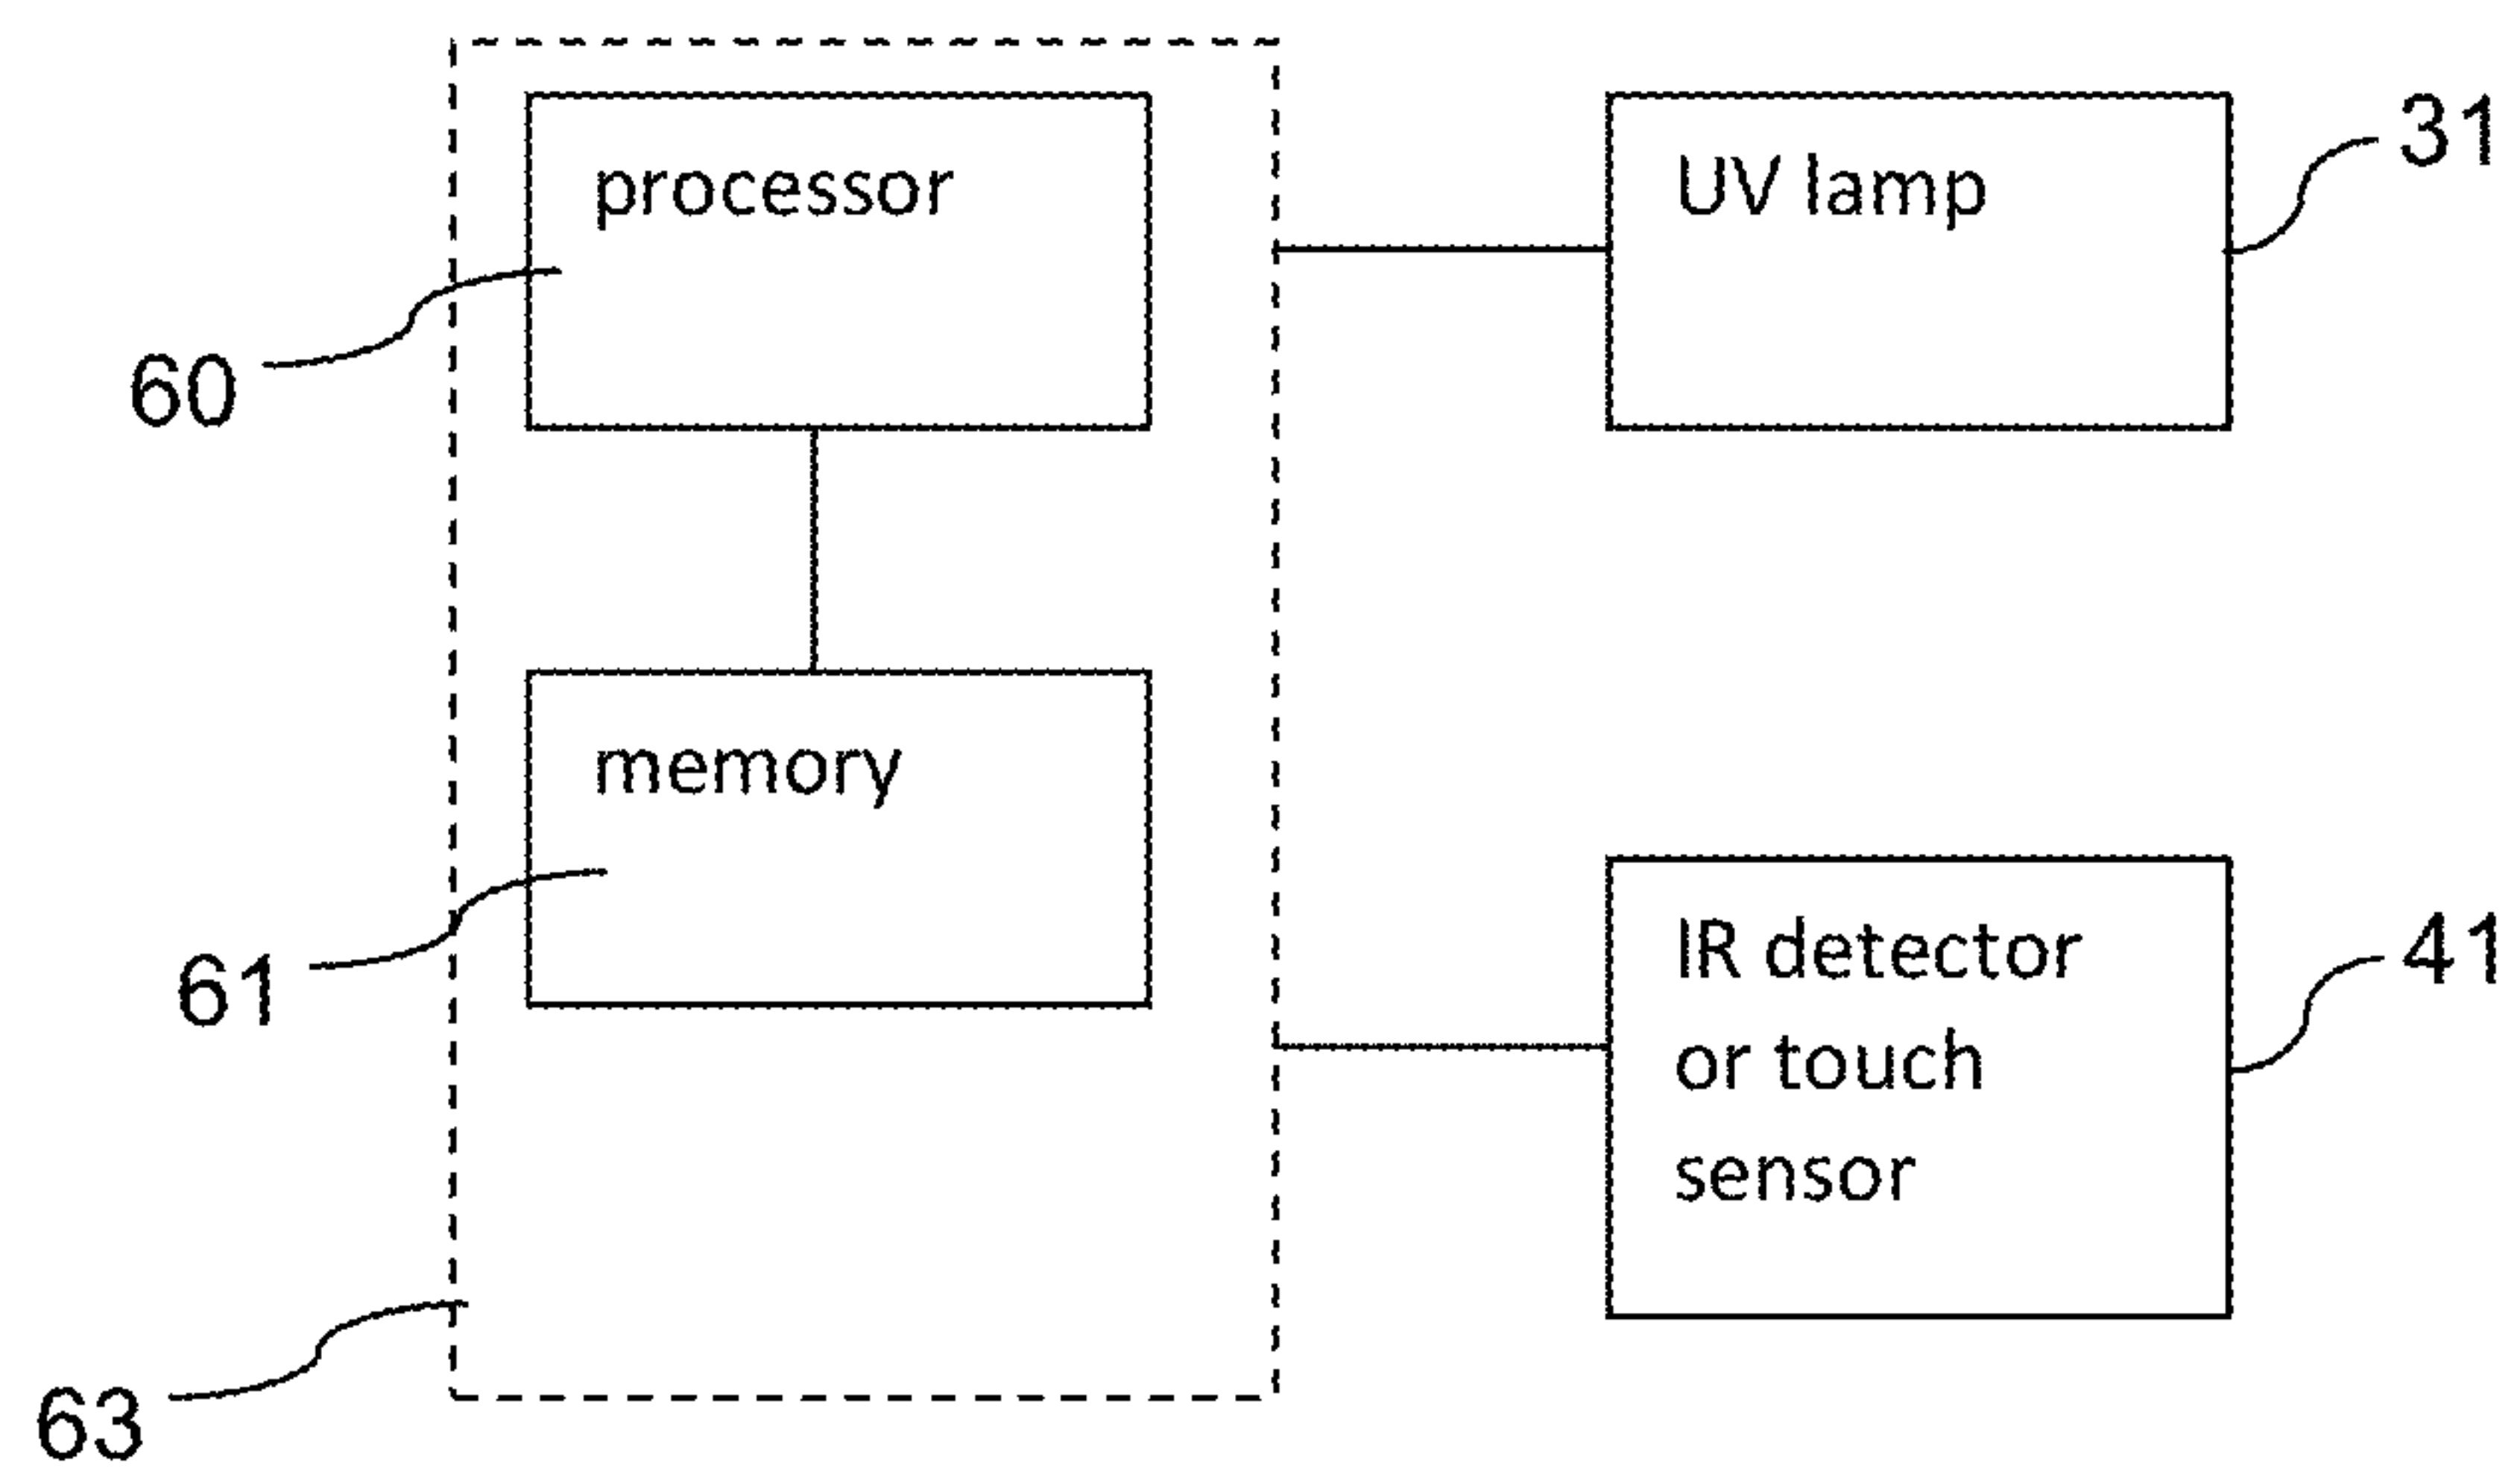 processor
60
memory
61
63
UV lamp
31
IR detector
or touch
sensor
41